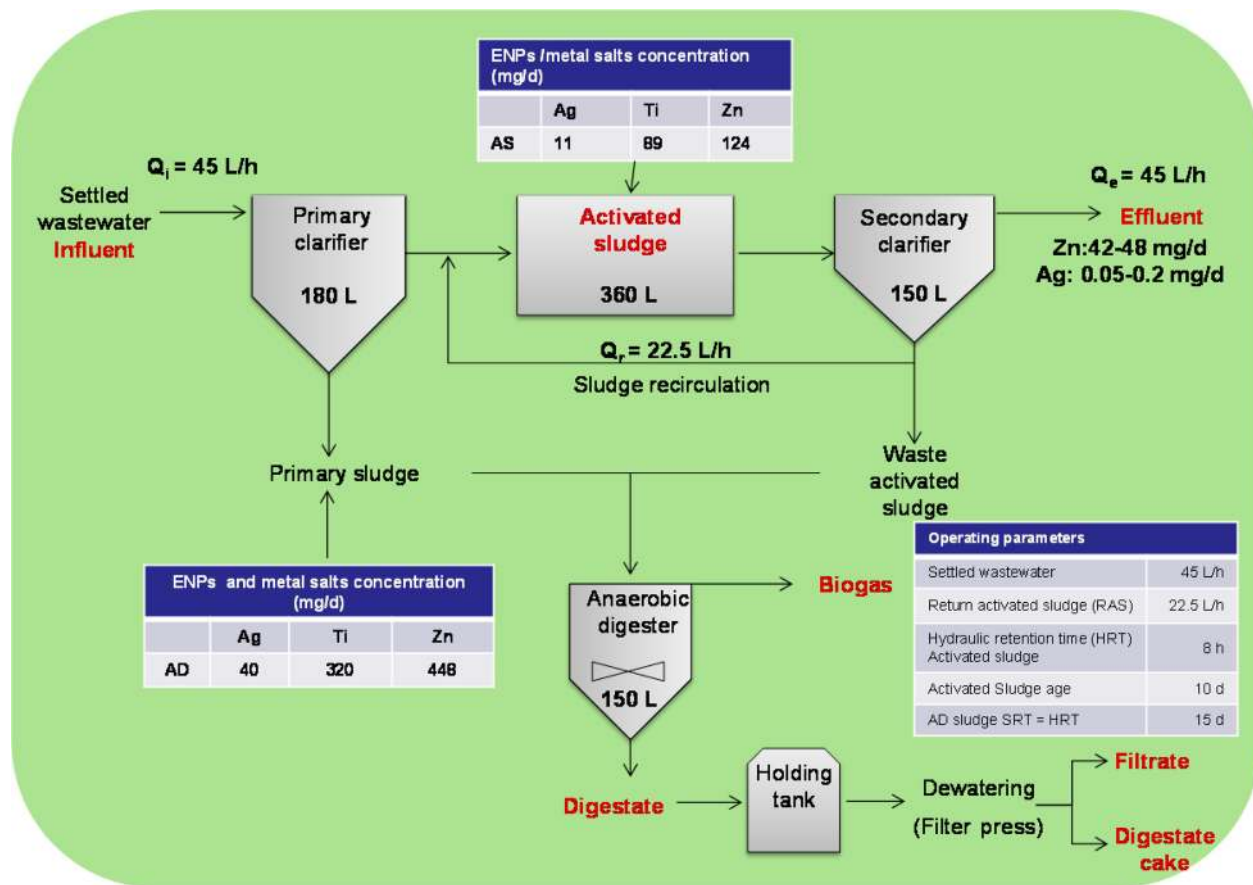 ENPs /metal salts concentration
(mg/d)
Ag Ti Zn
AS 11 89 124
Qi = 45 L/h
Settled
wastewater
Influent
Primary
clarifier
180 L
Activated
sludge
360 L
Secondary
clarifier
150 L
Qe = 45 L/h
Effluent
Zn:42-48 mg/d
Ag: 0.05-0.2 mg/d
Qr = 22.5 L/h
Sludge recirculation
Primary sludge
Waste
activated
sludge
ENPs and metal salts concentration
(mg/d)
Ag Ti Zn
AD 40 320 448
Anaerobic
digester
150 L
Biogas
Operating parameters
Settled wastewater 45 L/h
Return activated sludge (RAS) 22.5 L/h
Hydraulic retention time (HRT)
Activated sludge 8 h
Activated Sludge age 10 d
AD sludge SRT = HRT 15 d
Digestate
Holding
tank
Dewatering
(Filter press)
Filtrate
Digestate
cake